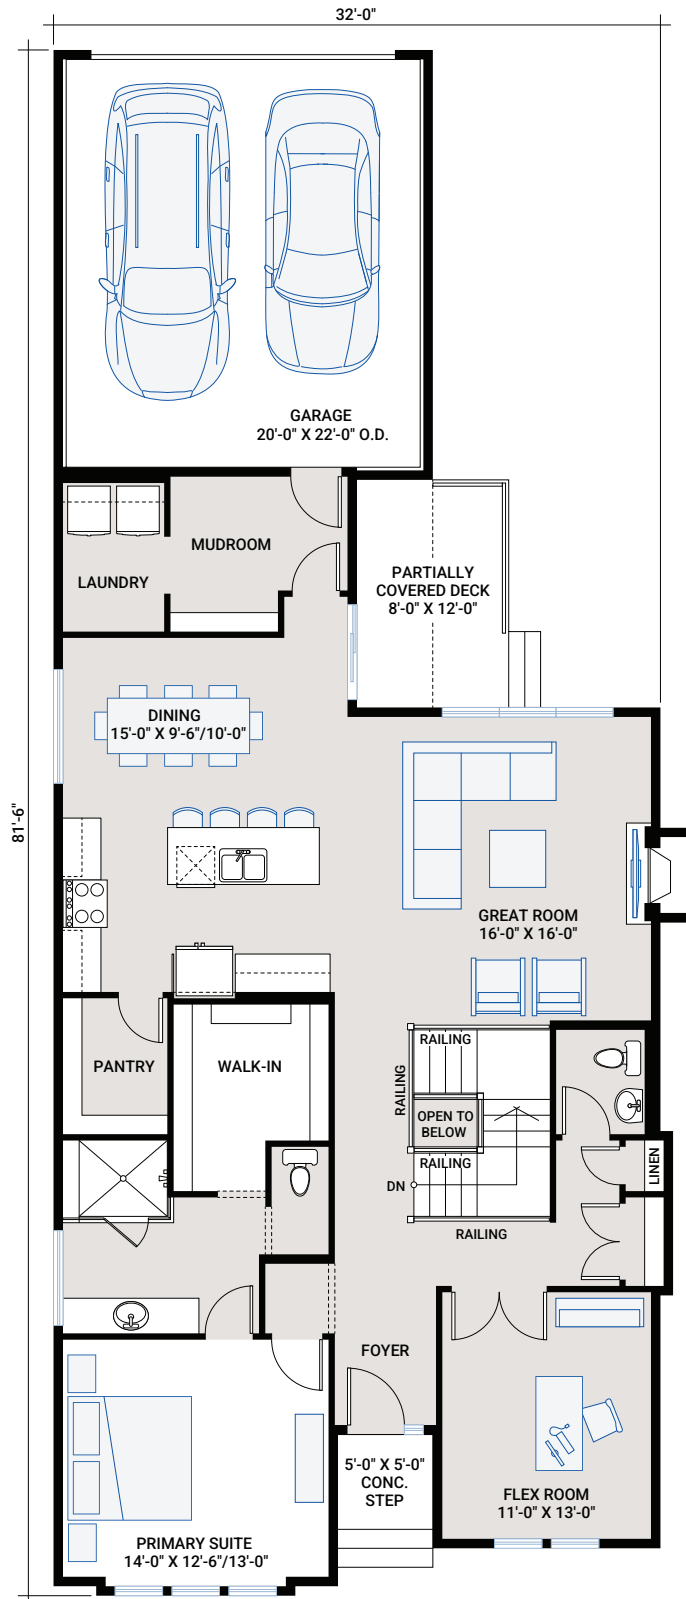 32'-0"
GARAGE
20'-0" X 22'-0" O.D.
MUDROOM
LAUNDRY
PARTIALLY
COVERED DECK
8'-0" X 12'-0"
DINING
15'-0" X 9'-6"/10'-0"
81'-6"
GREAT ROOM
16'-0" X 16'-0"
PANTRY
WALK-IN
RAILING
RAILING
OPEN TO
BELOW
RAILING
DN
LINEN
RAILING
FOYER
5'-0" X 5'-0"
CONC.
STEP
FLEX ROOM
11'-0" X 13'-0"
PRIMARY SUITE
14'-0" X 12'-6"/13'-0"